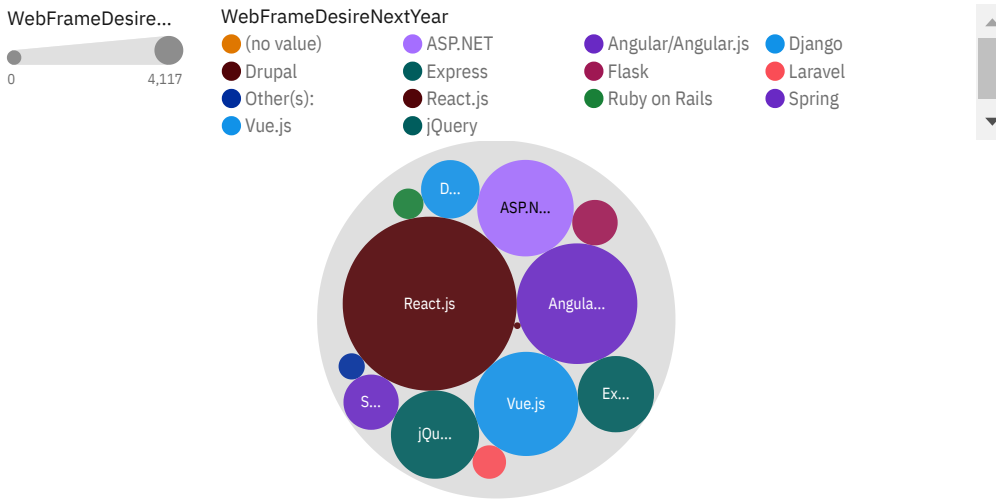 WebFrameDesire...
0
4,117
WebFrameDesireNextYear
(no value)
ASP.NET
Angular/Angular.js
Django
Drupal
Express
Flask
Laravel
Other(s):
React.js
Ruby on Rails
Spring
Vue.js
jQuery
D...
ASP.N...
React.js
Angula...
S...
jQu...
Vue.js
Ex...